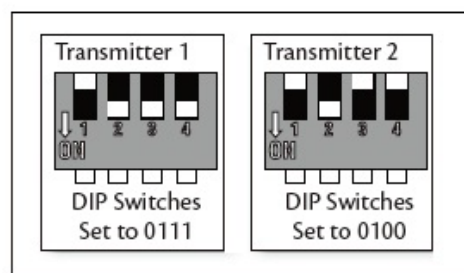 Transmitter 1
1 2 3 4
ON
DIP Switches
Set to 0111
Transmitter 2
1 2 3 4
ON
DIP Switches
Set to 0100